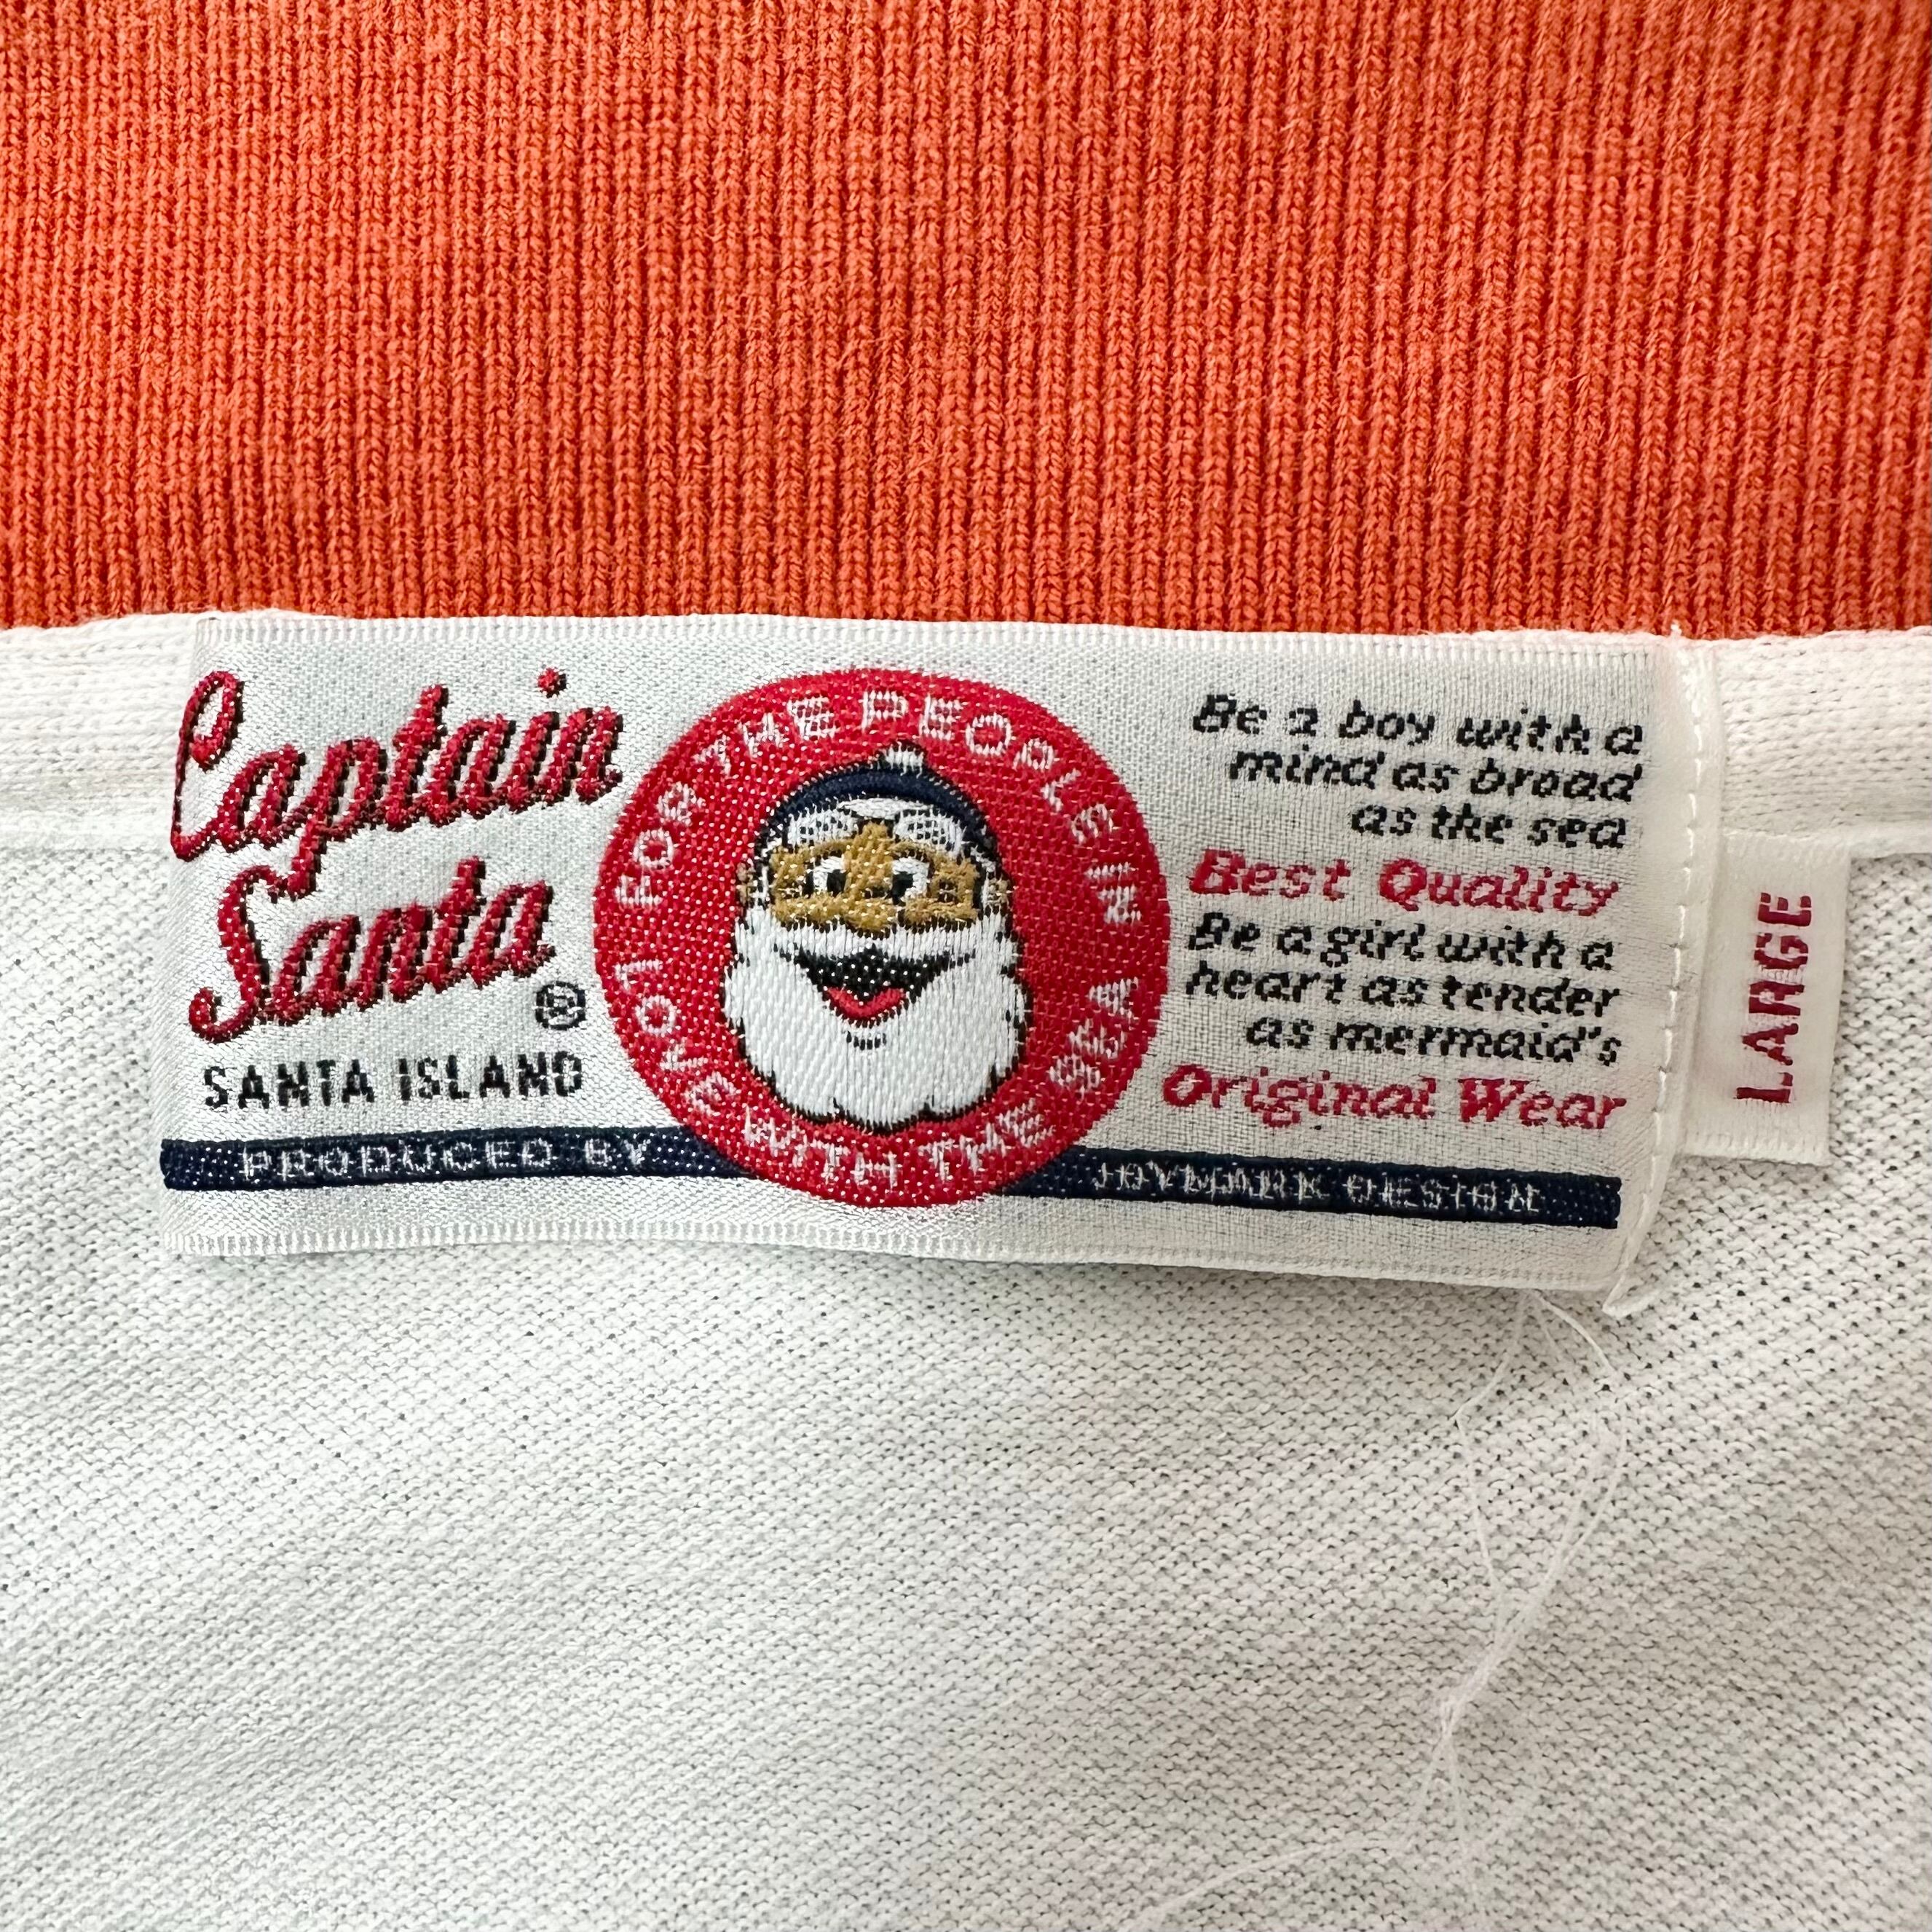 Captain
Santa
®
SANTA ISLAND
PRODUCED BY
FOR THE PEOPLE IN LOVE WITH THE SEA
Be a boy with a
mind as broad
as the sea
Best Quality
Be a girl with a
heart as tender
as mermaid's
Original Wear
JOYMARK DESIGN
LARGE